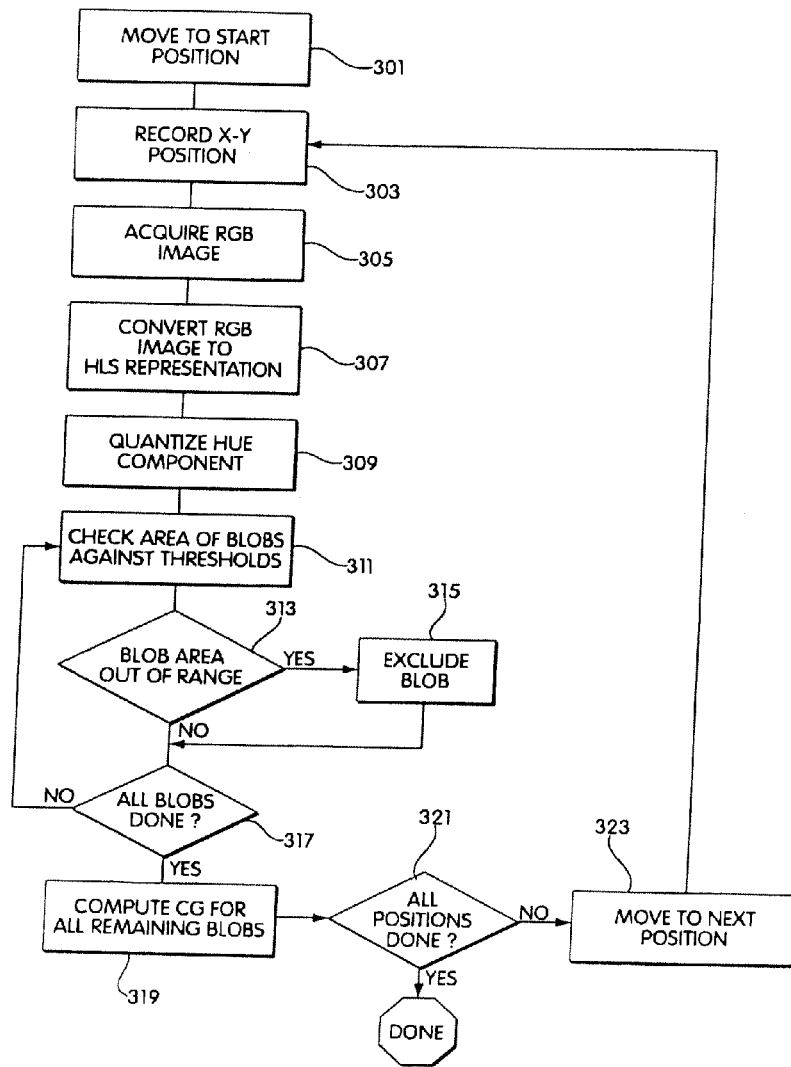 MOVE TO START
POSITION
301
RECORD X-Y
POSITION
303
ACQUIRE RGB
IMAGE
305
CONVERT RGB
IMAGE TO
HLS REPRESENTATION
307
QUANTIZE HUE
COMPONENT
309
CHECK AREA OF BLOBS
AGAINST THRESHOLDS
311
313
BLOB AREA
OUT OF RANGE
YES
315
EXCLUDE
BLOB
NO
NO
ALL BLOBS
DONE ?
317
YES
COMPUTE CG FOR
ALL REMAINING BLOBS
319
321
ALL
POSITIONS
DONE ?
NO
323
MOVE TO NEXT
POSITION
YES
DONE